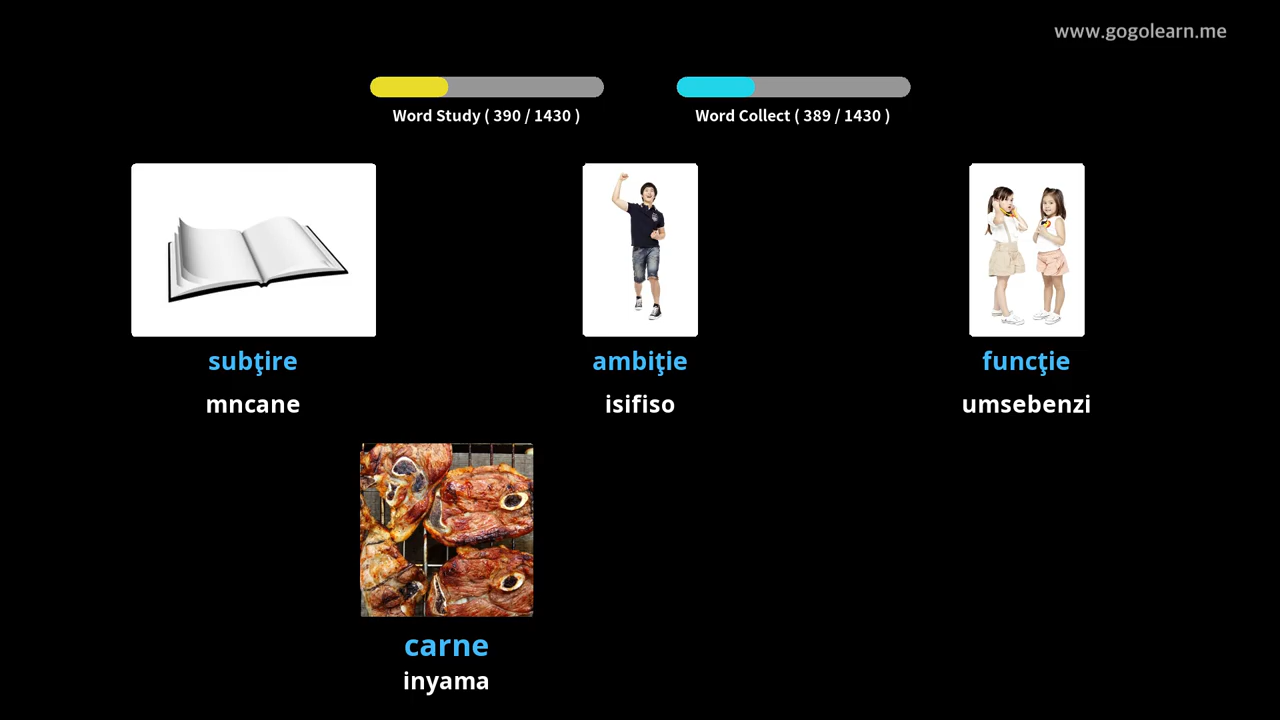 www.gogolearn.me
Word Study ( 390 / 1430 )
Word Collect ( 389 / 1430 )
subţire
ambiţie
funcţie
mncane
isifiso
umsebenzi
carne
inyama